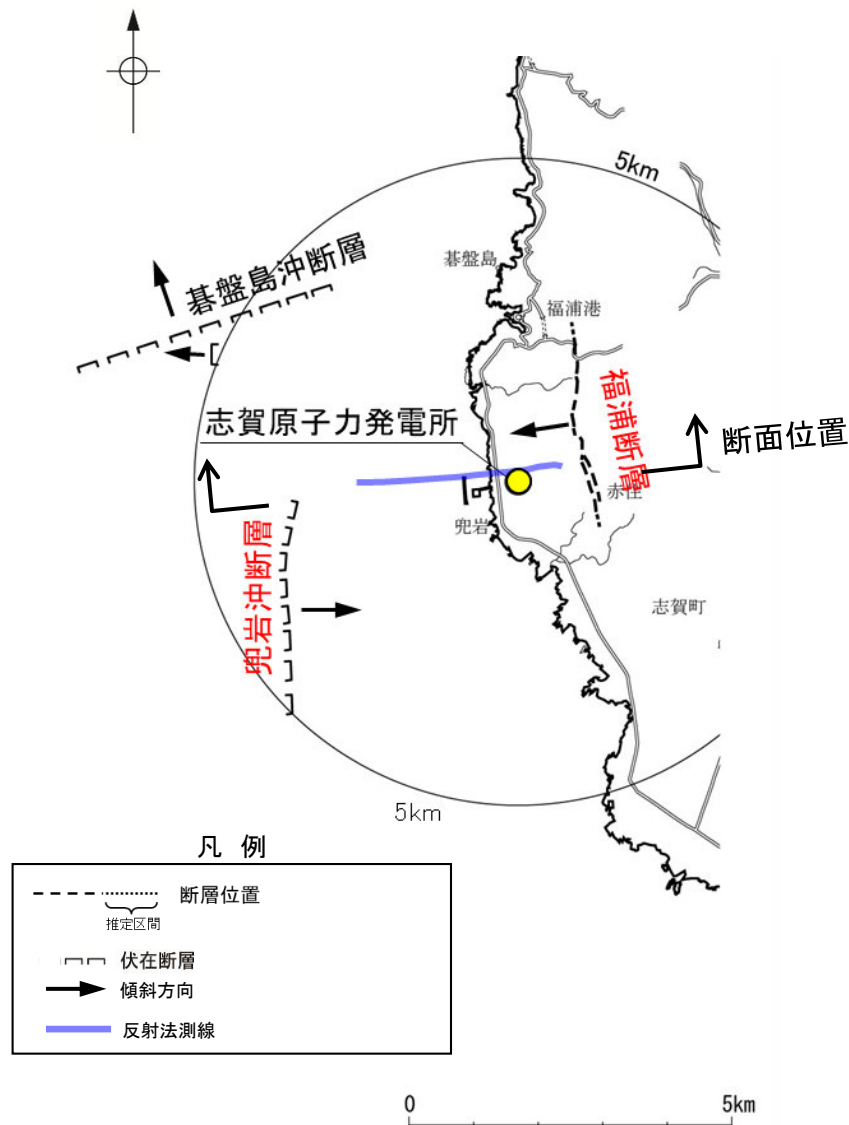 5km
碁盤島
碁盤島沖断層
福浦港
福浦断層
志賀原子力発電所
断面位置
赤住
兜岩
兜岩沖断層
志賀町
5km
凡 例
断層位置
推定区間
伏在断層
傾斜方向
反射法測線
0 5km